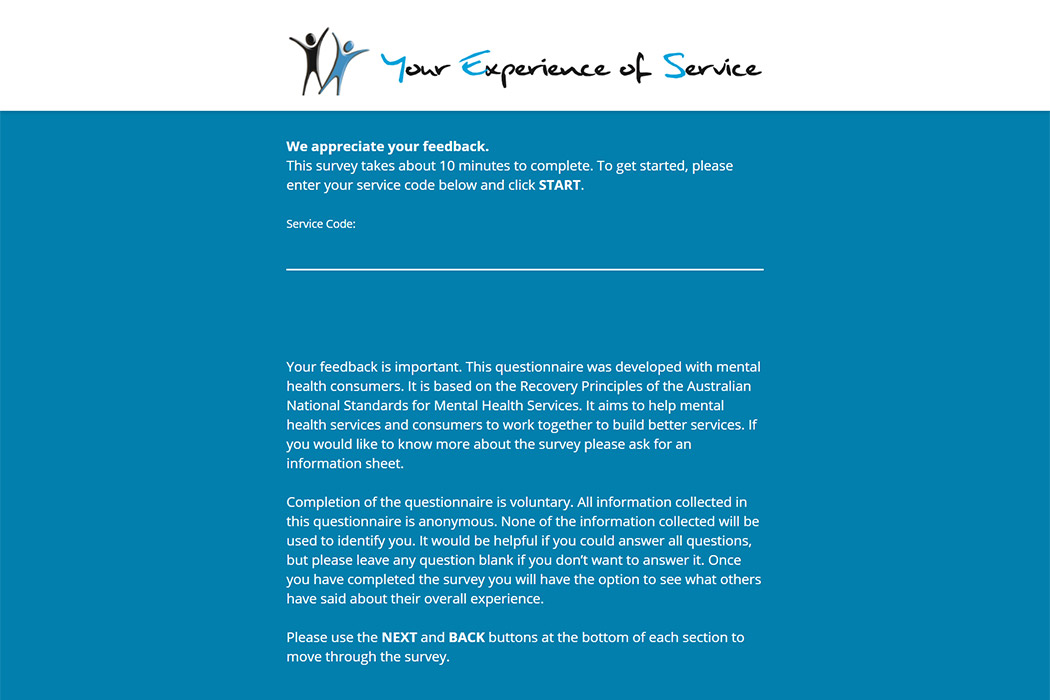 Your Experience of Service
We appreciate your feedback.
This survey takes about 10 minutes to complete. To get started, please
enter your service code below and click START.
Service Code:
Your feedback is important. This questionnaire was developed with mental
health consumers. It is based on the Recovery Principles of the Australian
National Standards for Mental Health Services. It aims to help mental
health services and consumers to work together to build better services. If
you would like to know more about the survey please ask for an
information sheet.
Completion of the questionnaire is voluntary. All information collected in
this questionnaire is anonymous. None of the information collected will be
used to identify you. It would be helpful if you could answer all questions,
but please leave any question blank if you don’t want to answer it. Once
you have completed the survey you will have the option to see what others
have said about their overall experience.
Please use the NEXT and BACK buttons at the bottom of each section to
move through the survey.